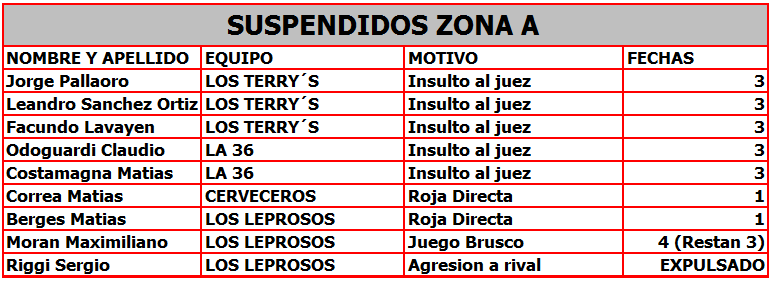 SUSPENDIDOS ZONA A
NOMBRE Y APELLIDO EQUIPO MOTIVO FECHAS
Jorge Pallaoro LOS TERRY´S Insulto al juez 3
Leandro Sanchez Ortiz LOS TERRY´S Insulto al juez 3
Facundo Lavayen LOS TERRY´S Insulto al juez 3
Odoguardi Claudio LA 36 Insulto al juez 3
Costamagna Matias LA 36 Insulto al juez 3
Correa Matias CERVECEROS Roja Directa 1
Berges Matias LOS LEPROSOS Roja Directa 1
Moran Maximiliano LOS LEPROSOS Juego Brusco 4 (Restan 3)
Riggi Sergio LOS LEPROSOS Agresion a rival EXPULSADO